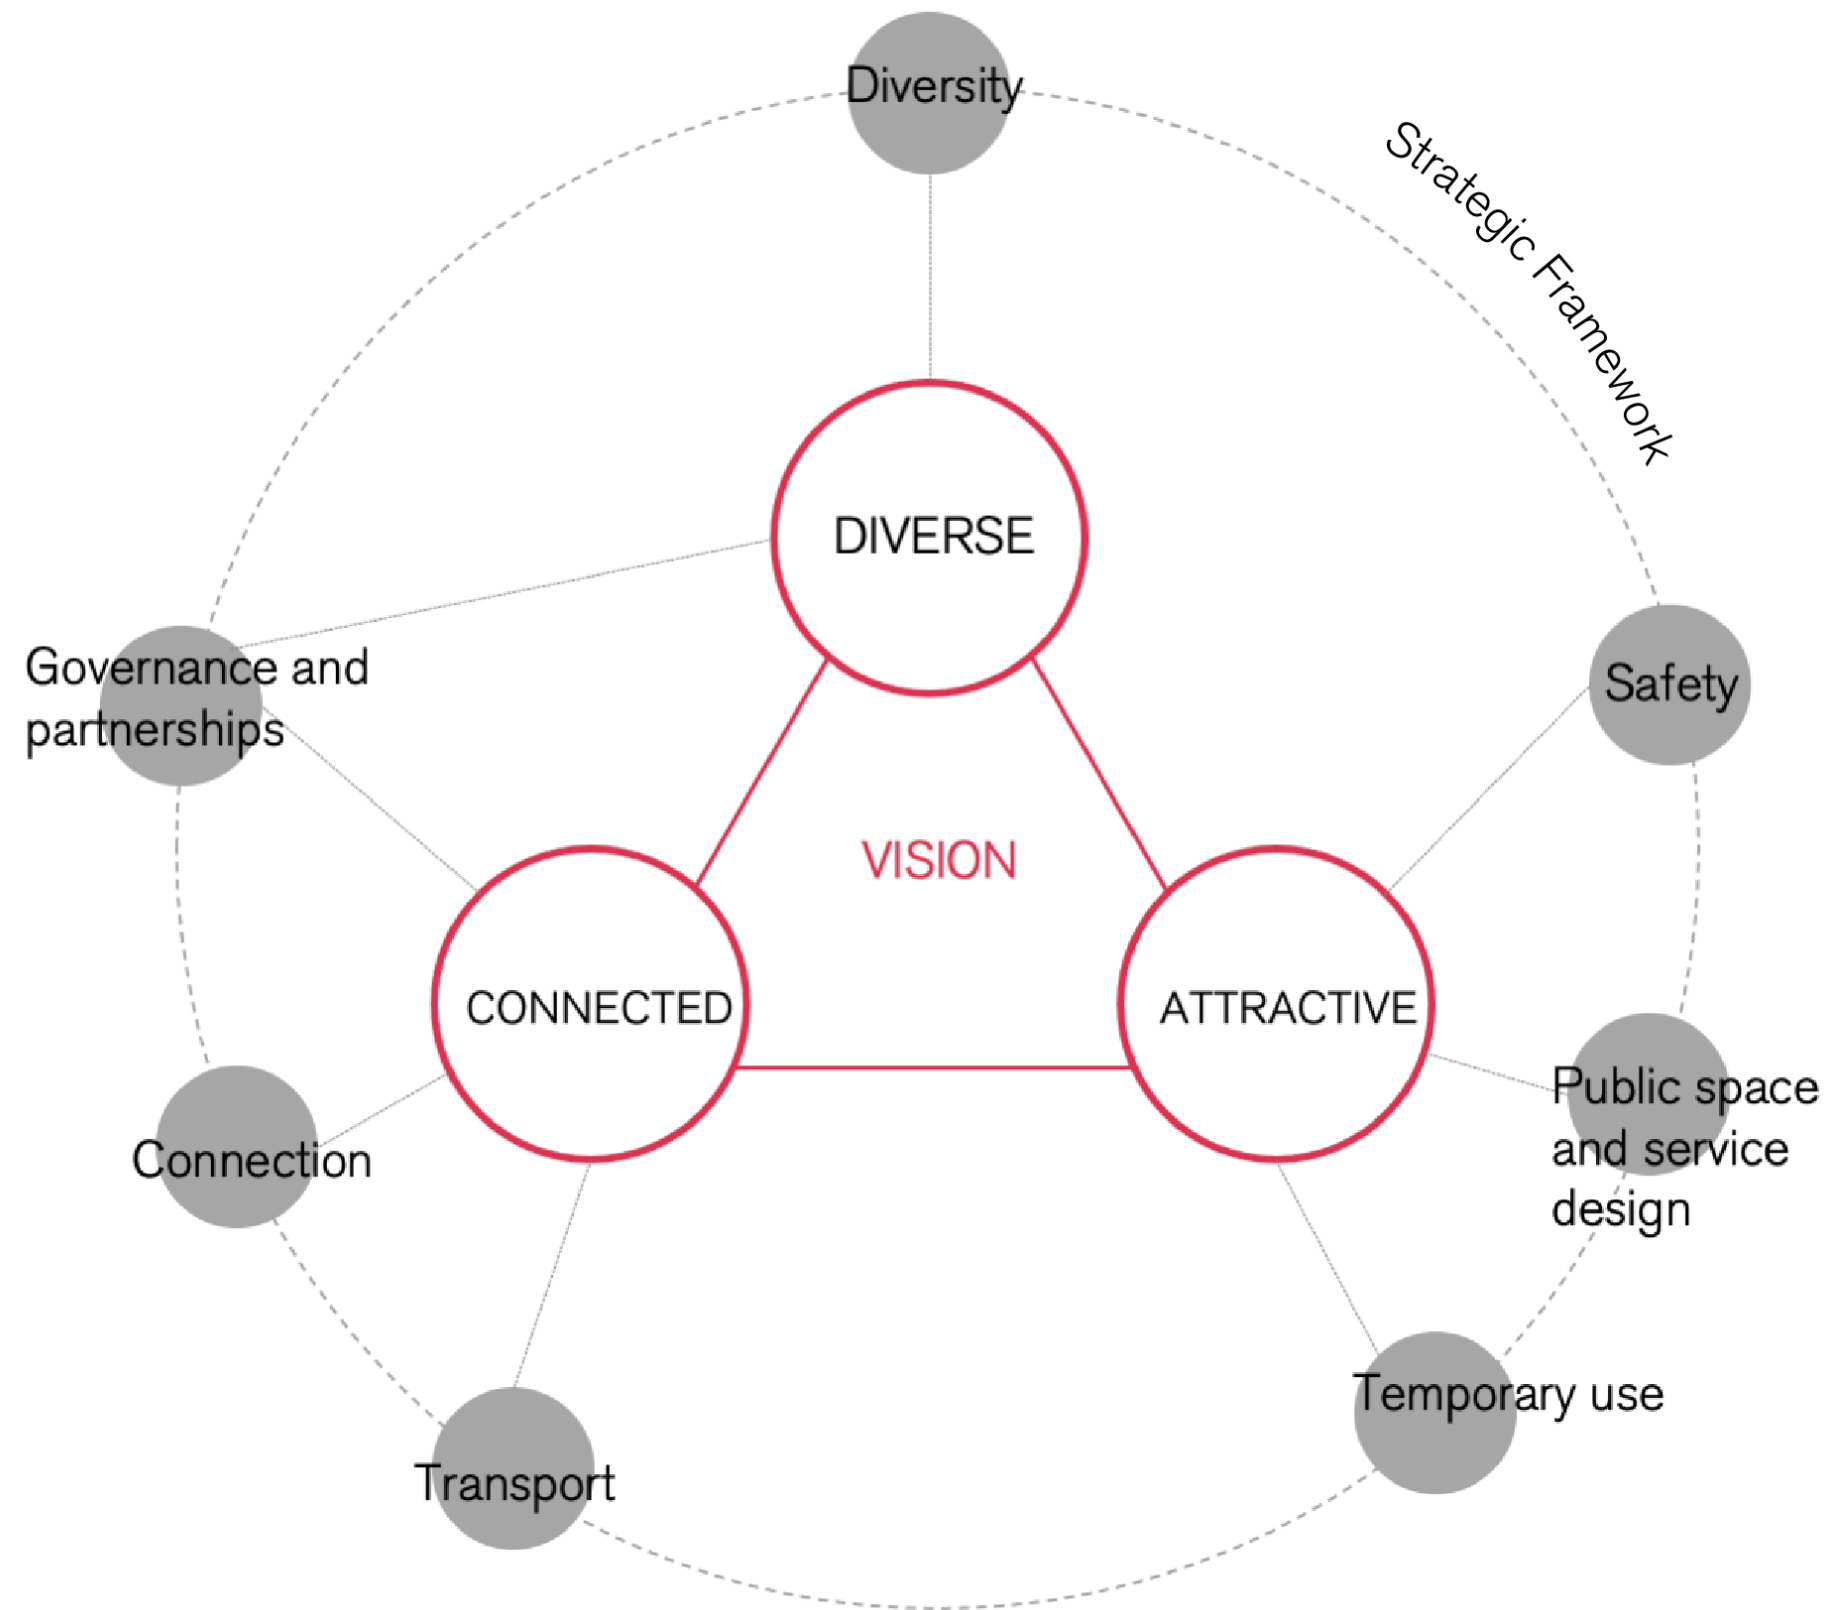 Diversity
Strategic Framework
DIVERSE
Governance and
partnerships
Safety
VISION
CONNECTED
ATTRACTIVE
Public space
and service
design
Connection
Temporary use
Transport